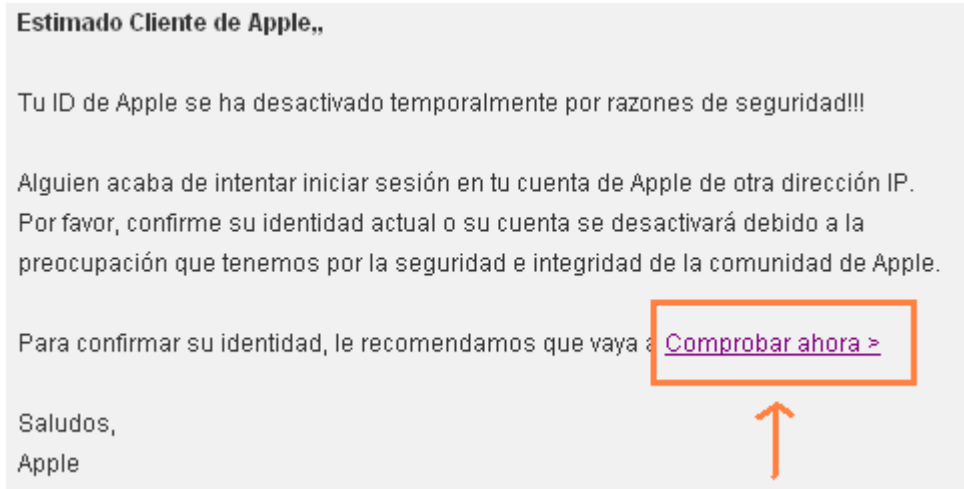 Estimado Cliente de Apple,,
Tu ID de Apple se ha desactivado temporalmente por razones de seguridad!!!
Alguien acaba de intentar iniciar sesión en tu cuenta de Apple de otra dirección IP.
Por favor, confirme su identidad actual o su cuenta se desactivará debido a la
preocupación que tenemos por la seguridad e integridad de la comunidad de Apple.
Para confirmar su identidad, le recomendamos que vaya a Comprobar ahora >
Saludos,
Apple